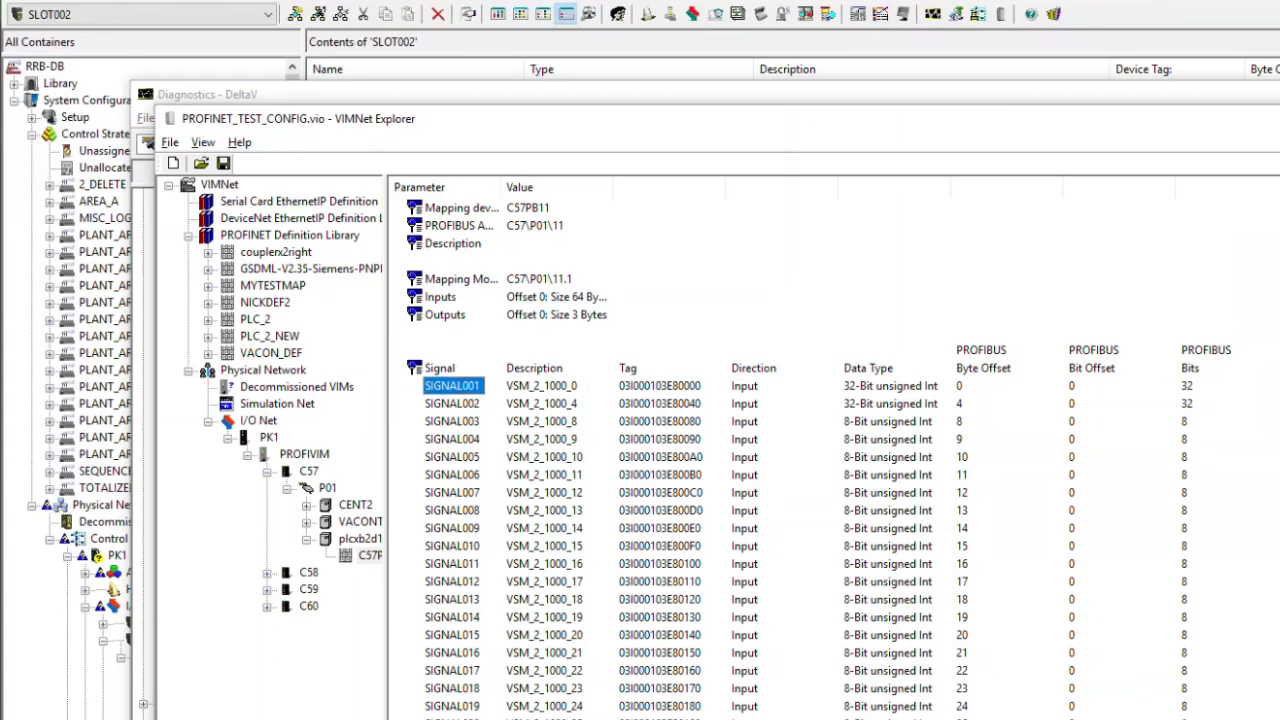 SLOT002
All Containers
Contents of 'SLOT002'
Name Type Description Device Tag: Byte O
RRB-DB
Library
System Configura
Setup
Control Strate
Unassigne
Unallocate
2_DELETE
AREA_A
MISC_LOG
PLANT_AR
PLANT_AR
PLANT_AR
PLANT_AR
PLANT_AR
PLANT_AR
PLANT_AR
PLANT_AR
PLANT_AR
PLANT_AR
PLANT_AR
PLANT_AR
PLANT_AR
PLANT_AR
SEQUENCE
TOTALIZE
Physical Ne
Decommis
Control
PK1
Diagnostics - DeltaV
File
PROFINET_TEST_CONFIG.vio - VIMNet Explorer
File View Help
VIMNet
Serial Card EthernetIP Definition
DeviceNet EthernetIP Definition L
PROFINET Definition Library
couplerx2right
GSDML-V2.35-Siemens-PNPI
MYTESTMAP
NICKDEF2
PLC_2
PLC_2_NEW
VACON_DEF
Physical Network
Decommissioned VIMs
Simulation Net
I/O Net
PK1
PROFIVIM
C57
P01
CENT2
VACONT
plcxb2d1
C57P
C58
C59
C60
Parameter Value
Mapping dev... C57PB11
PROFIBUS A... C57\P01\11
Description
Mapping Mo... C57\P01\11.1
Inputs Offset 0: Size 64 By...
Outputs Offset 0: Size 3 Bytes
PROFIBUS PROFIBUS PROFIBUS
Signal Description Tag Direction Data Type Byte Offset Bit Offset Bits
SIGNAL001 VSM_2_1000_0 03I000103E80000 Input 32-Bit unsigned Int 0 0 32
SIGNAL002 VSM_2_1000_4 03I000103E80040 Input 32-Bit unsigned Int 4 0 32
SIGNAL003 VSM_2_1000_8 03I000103E80080 Input 8-Bit unsigned Int 8 0 8
SIGNAL004 VSM_2_1000_9 03I000103E80090 Input 8-Bit unsigned Int 9 0 8
SIGNAL005 VSM_2_1000_10 03I000103E800A0 Input 8-Bit unsigned Int 10 0 8
SIGNAL006 VSM_2_1000_11 03I000103E800B0 Input 8-Bit unsigned Int 11 0 8
SIGNAL007 VSM_2_1000_12 03I000103E800C0 Input 8-Bit unsigned Int 12 0 8
SIGNAL008 VSM_2_1000_13 03I000103E800D0 Input 8-Bit unsigned Int 13 0 8
SIGNAL009 VSM_2_1000_14 03I000103E800E0 Input 8-Bit unsigned Int 14 0 8
SIGNAL010 VSM_2_1000_15 03I000103E800F0 Input 8-Bit unsigned Int 15 0 8
SIGNAL011 VSM_2_1000_16 03I000103E80100 Input 8-Bit unsigned Int 16 0 8
SIGNAL012 VSM_2_1000_17 03I000103E80110 Input 8-Bit unsigned Int 17 0 8
SIGNAL013 VSM_2_1000_18 03I000103E80120 Input 8-Bit unsigned Int 18 0 8
SIGNAL014 VSM_2_1000_19 03I000103E80130 Input 8-Bit unsigned Int 19 0 8
SIGNAL015 VSM_2_1000_20 03I000103E80140 Input 8-Bit unsigned Int 20 0 8
SIGNAL016 VSM_2_1000_21 03I000103E80150 Input 8-Bit unsigned Int 21 0 8
SIGNAL017 VSM_2_1000_22 03I000103E80160 Input 8-Bit unsigned Int 22 0 8
SIGNAL018 VSM_2_1000_23 03I000103E80170 Input 8-Bit unsigned Int 23 0 8
SIGNAL019 VSM_2_1000_24 03I000103E80180 Input 8-Bit unsigned Int 24 0 8